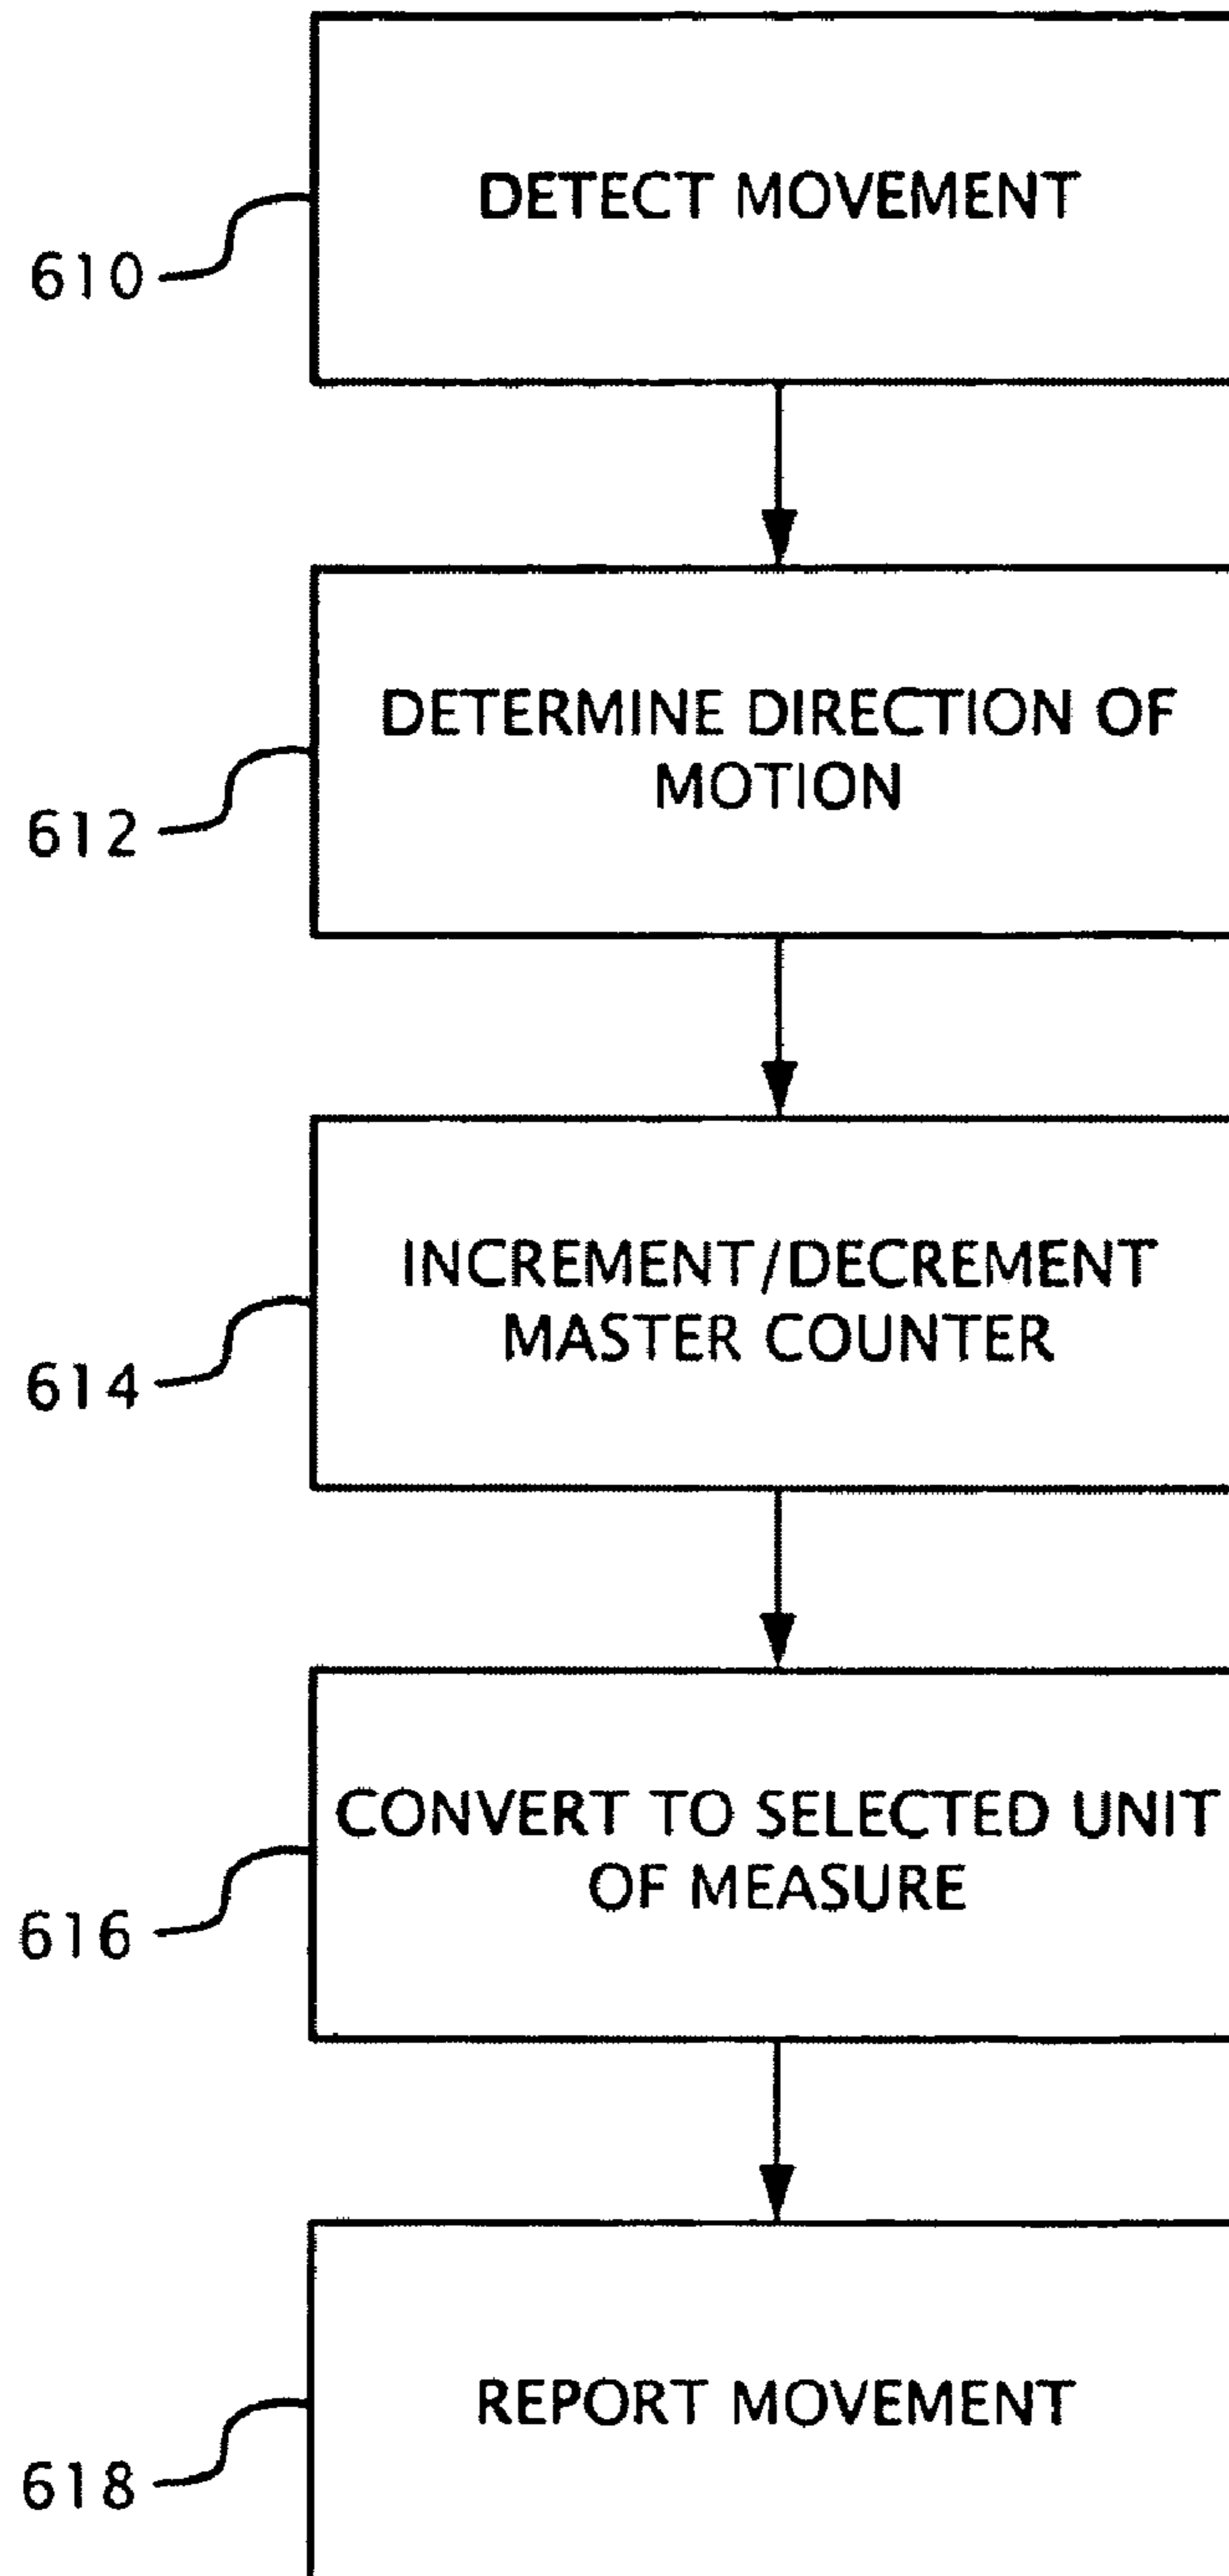 DETECT MOVEMENT
610
DETERMINE DIRECTION OF
MOTION
612
INCREMENT/DECREMENT
MASTER COUNTER
614
CONVERT TO SELECTED UNIT
OF MEASURE
616
REPORT MOVEMENT
618